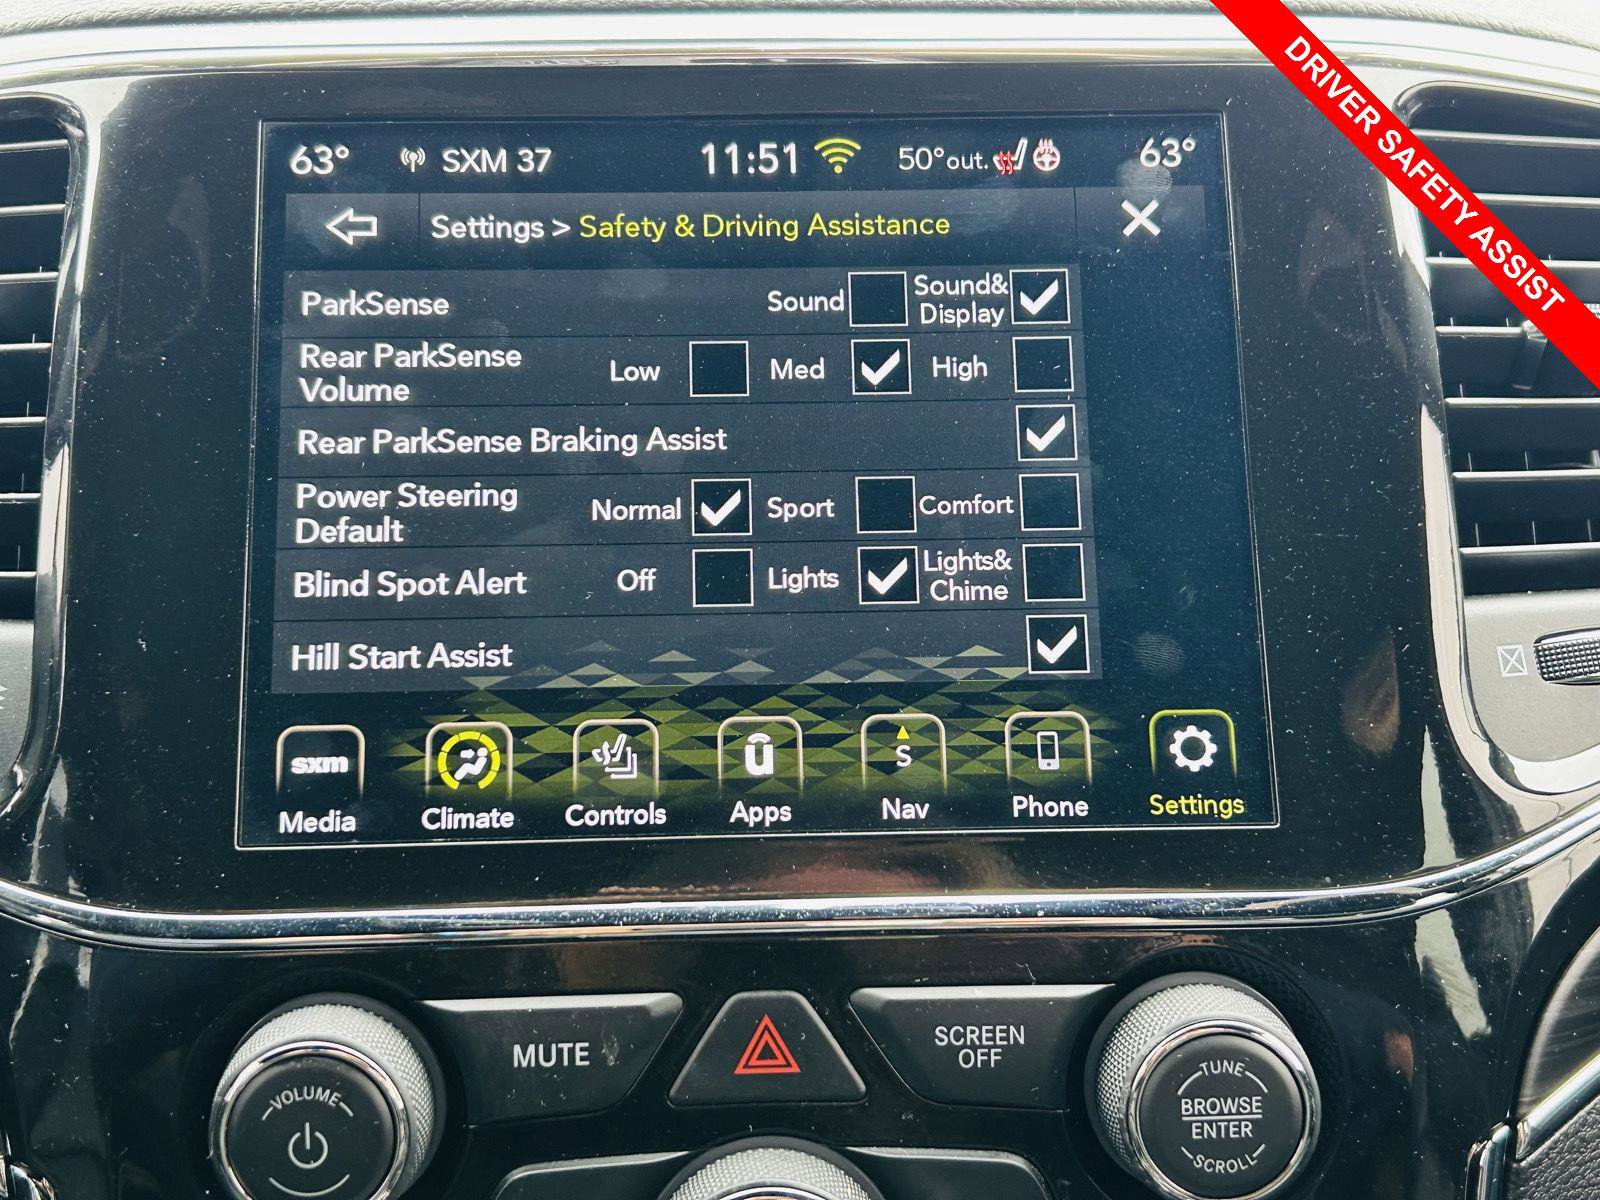 DRIVER SAFETY ASSIST
63° SXM 37 11:51 50°out. 63°
Settings > Safety & Driving Assistance
ParkSense Sound Sound& Display
Rear ParkSense Volume Low Med High
Rear ParkSense Braking Assist
Power Steering Default Normal Sport Comfort
Blind Spot Alert Off Lights Lights& Chime
Hill Start Assist
sxm u S
Media Climate Controls Apps Nav Phone Settings
MUTE SCREEN OFF
VOLUME
TUNE
BROWSE
ENTER
SCROLL